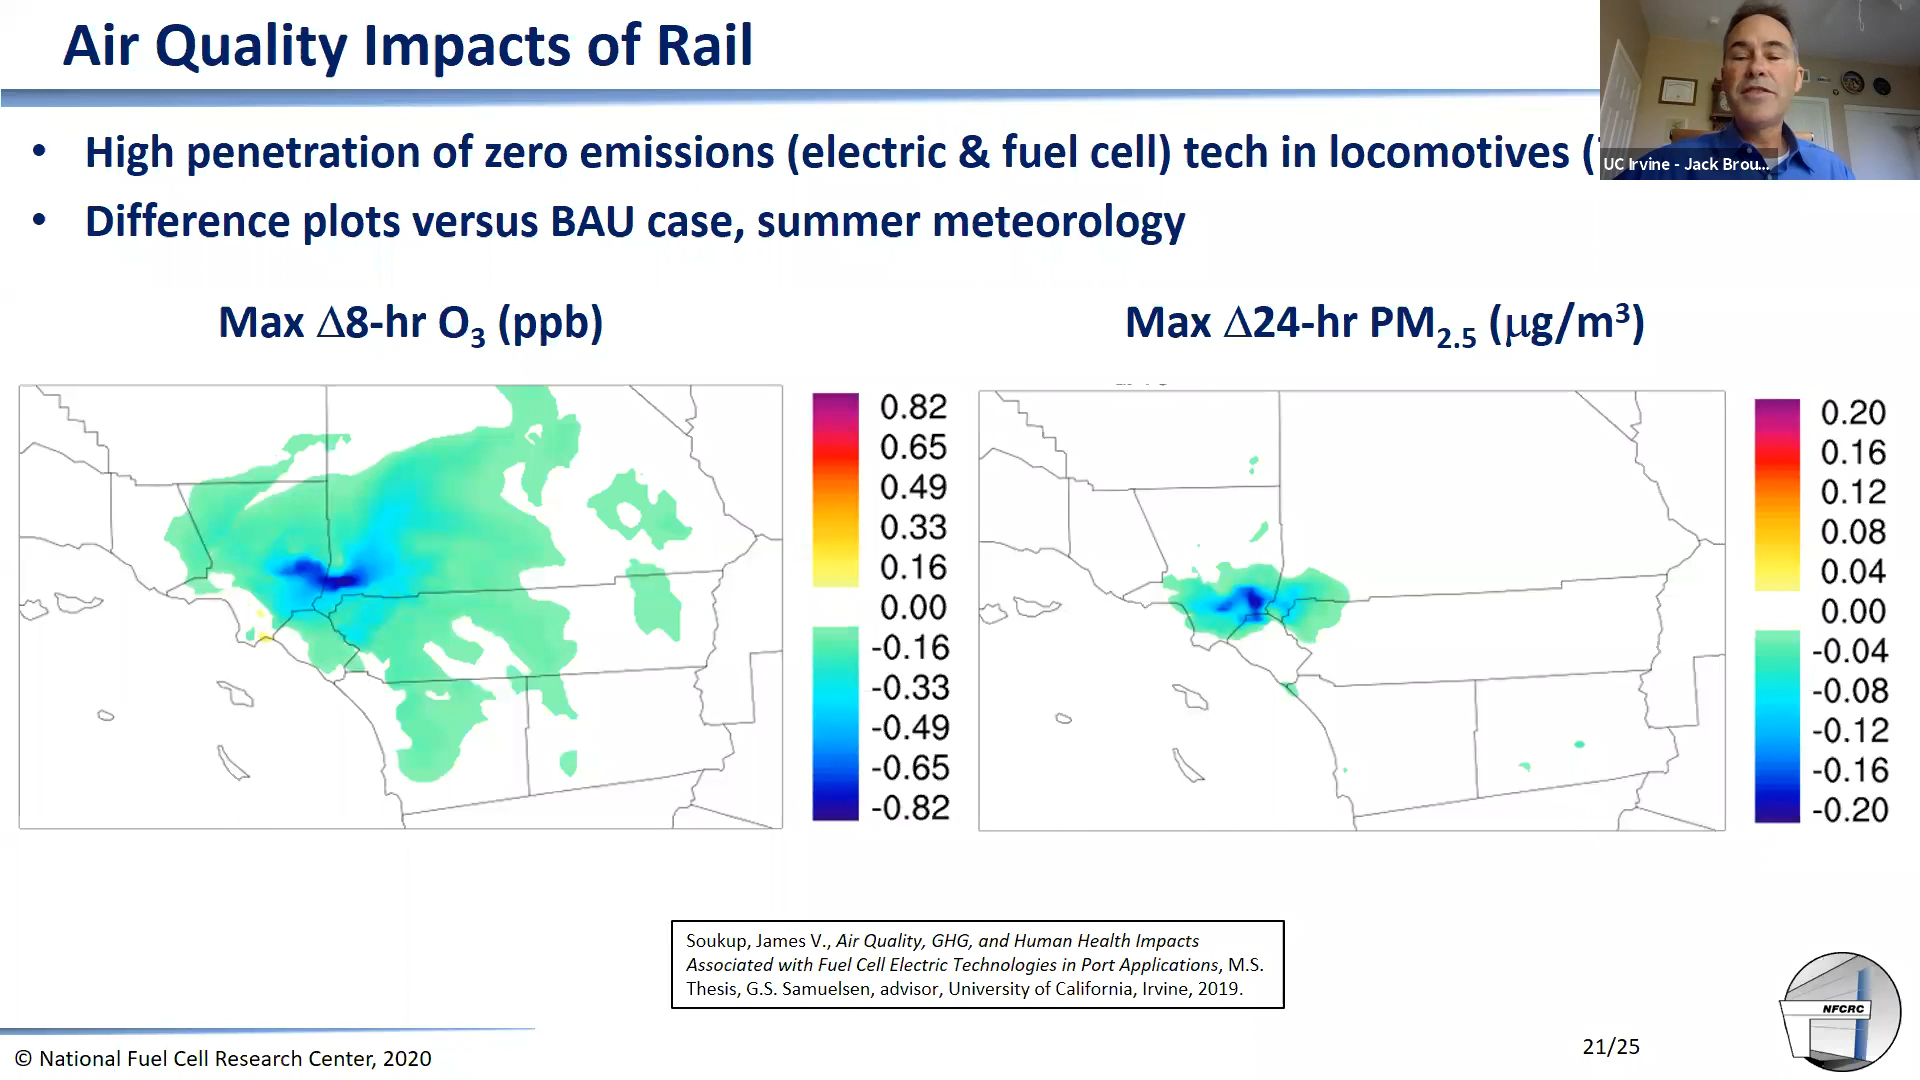 Air Quality Impacts of Rail
UC Irvine - Jack Brou...
• High penetration of zero emissions (electric & fuel cell) tech in locomotives (
• Difference plots versus BAU case, summer meteorology
Max Δ8-hr O₃ (ppb)
0.82
0.65
0.49
0.33
0.16
0.00
-0.16
-0.33
-0.49
-0.65
-0.82
Max Δ24-hr PM₂.₅ (μg/m³)
0.20
0.16
0.12
0.08
0.04
0.00
-0.04
-0.08
-0.12
-0.16
-0.20
Soukup, James V., Air Quality, GHG, and Human Health Impacts
Associated with Fuel Cell Electric Technologies in Port Applications, M.S.
Thesis, G.S. Samuelsen, advisor, University of California, Irvine, 2019.
NFCRC
© National Fuel Cell Research Center, 2020
21/25